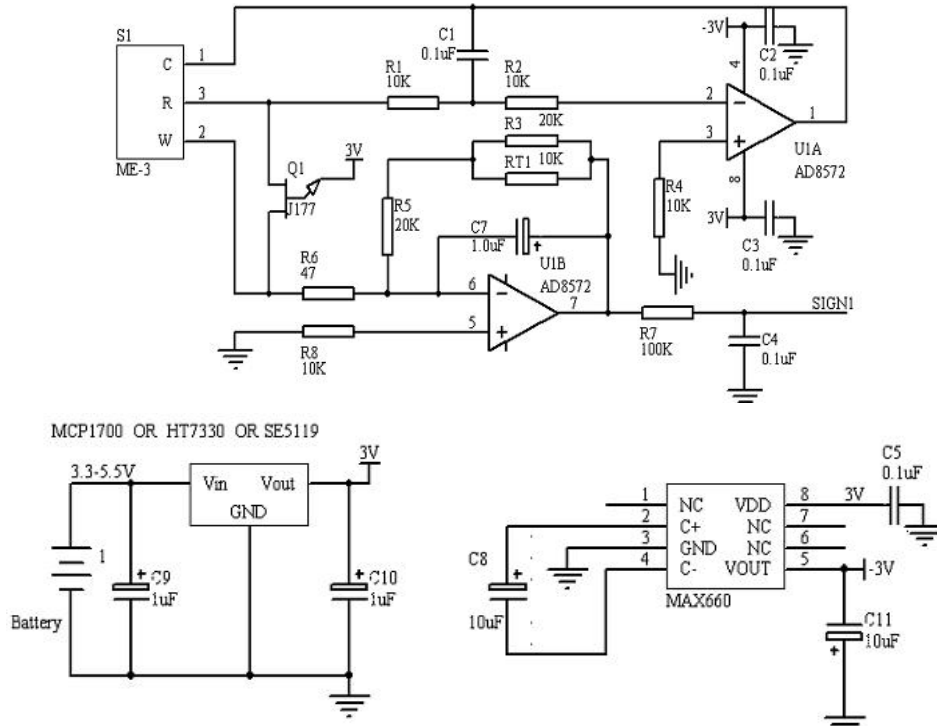 S1
C
1
R
3
W
2
ME-3
C1
0.1uF
R1
10K
R2
10K
20K
R3
10K
RT1
Q1
3V
J177
R5
20K
C7
1.0uF
+
R6
47
U1B
AD8572
6
−
5
+
7
R8
10K
-3V
4
C2
0.1uF
2
−
3
+
1
U1A
AD8572
8
R4
10K
3V
C3
0.1uF
R7
100K
SIGN1
C4
0.1uF
MCP1700 OR HT7330 OR SE5119
3.3-5.5V
Vin
Vout
GND
3V
1
Battery
+
C9
1uF
+
C10
1uF
1
NC
2
C+
3
GND
4
C-
VDD
8
NC
7
NC
6
VOUT
5
MAX660
3V
C5
0.1uF
C8
+
10uF
-3V
C11
10uF
+